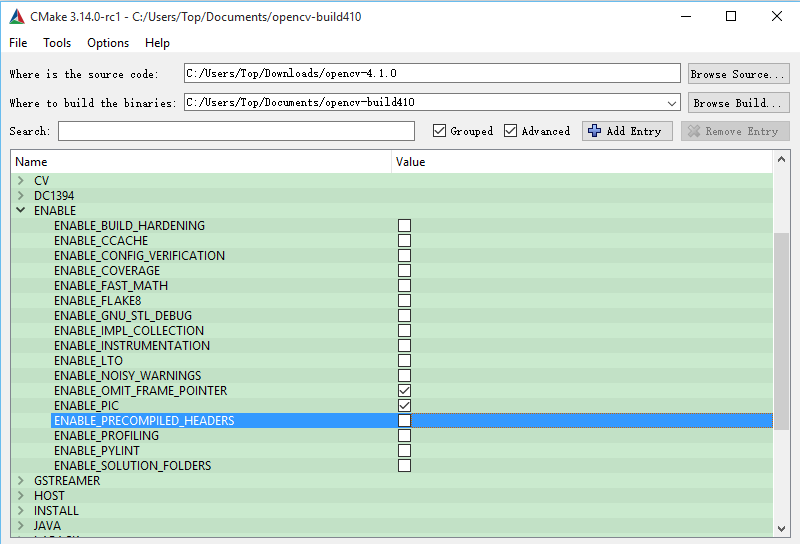 CMake 3.14.0-rc1 - C:/Users/Top/Documents/opencv-build410
File Tools Options Help
Where is the source code: C:/Users/Top/Downloads/opencv-4.1.0 Browse Source...
Where to build the binaries: C:/Users/Top/Documents/opencv-build410 Browse Build...
Search: Grouped Advanced Add Entry Remove Entry
Name Value
CV
DC1394
ENABLE
ENABLE_BUILD_HARDENING
ENABLE_CCACHE
ENABLE_CONFIG_VERIFICATION
ENABLE_COVERAGE
ENABLE_FAST_MATH
ENABLE_FLAKE8
ENABLE_GNU_STL_DEBUG
ENABLE_IMPL_COLLECTION
ENABLE_INSTRUMENTATION
ENABLE_LTO
ENABLE_NOISY_WARNINGS
ENABLE_OMIT_FRAME_POINTER
ENABLE_PIC
ENABLE_PRECOMPILED_HEADERS
ENABLE_PROFILING
ENABLE_PYLINT
ENABLE_SOLUTION_FOLDERS
GSTREAMER
HOST
INSTALL
JAVA